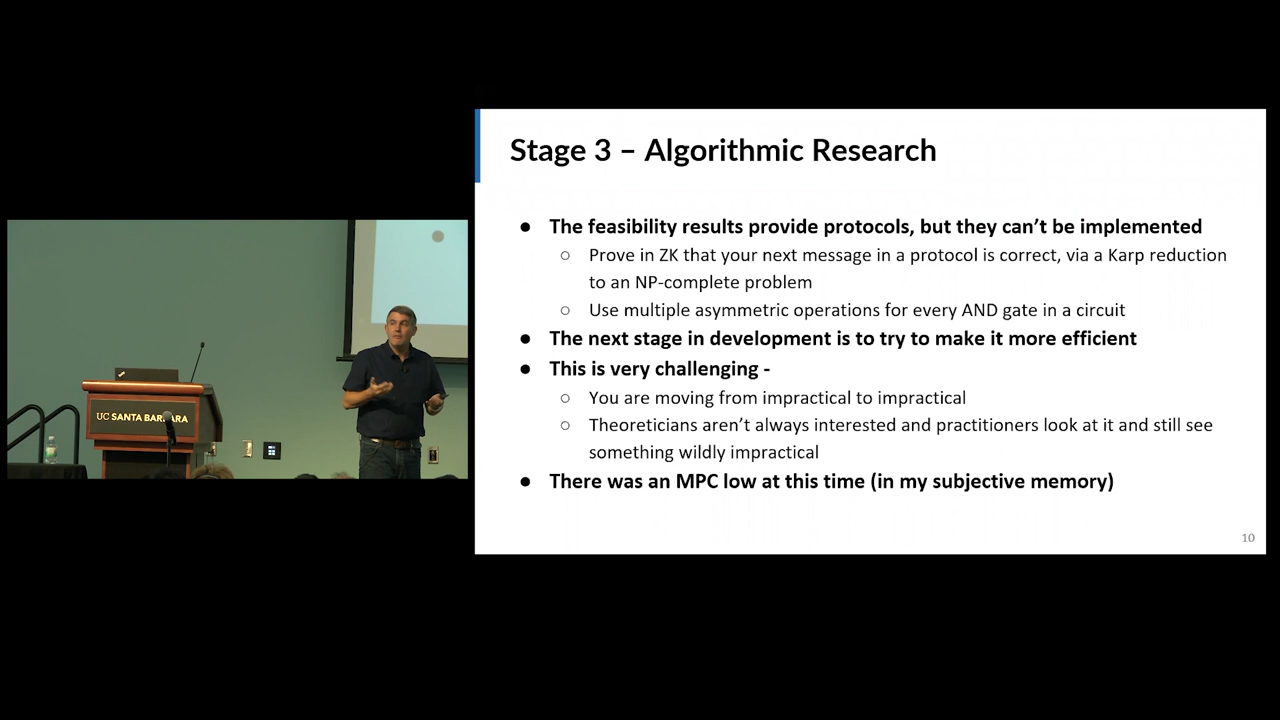 UC SANTA BARBARA
Stage 3 – Algorithmic Research
● The feasibility results provide protocols, but they can't be implemented
○ Prove in ZK that your next message in a protocol is correct, via a Karp reduction
to an NP-complete problem
○ Use multiple asymmetric operations for every AND gate in a circuit
● The next stage in development is to try to make it more efficient
● This is very challenging -
○ You are moving from impractical to impractical
○ Theoreticians aren't always interested and practitioners look at it and still see
something wildly impractical
● There was an MPC low at this time (in my subjective memory)
10